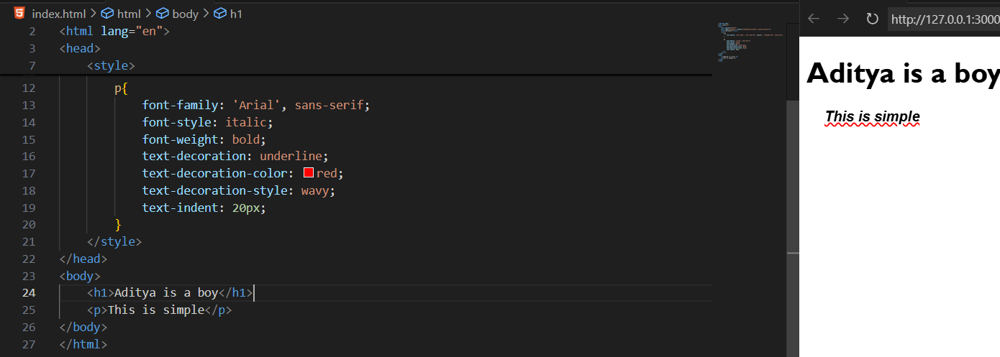 index.html > html > body > h1
2 <html lang="en">
3 <head>
7 <style>
12 p{
13 font-family: 'Arial', sans-serif;
14 font-style: italic;
15 font-weight: bold;
16 text-decoration: underline;
17 text-decoration-color: red;
18 text-decoration-style: wavy;
19 text-indent: 20px;
20 }
21 </style>
22 </head>
23 <body>
24 <h1>Aditya is a boy</h1>
25 <p>This is simple</p>
26 </body>
27 </html>
http://127.0.0.1:3000
Aditya is a boy
This is simple